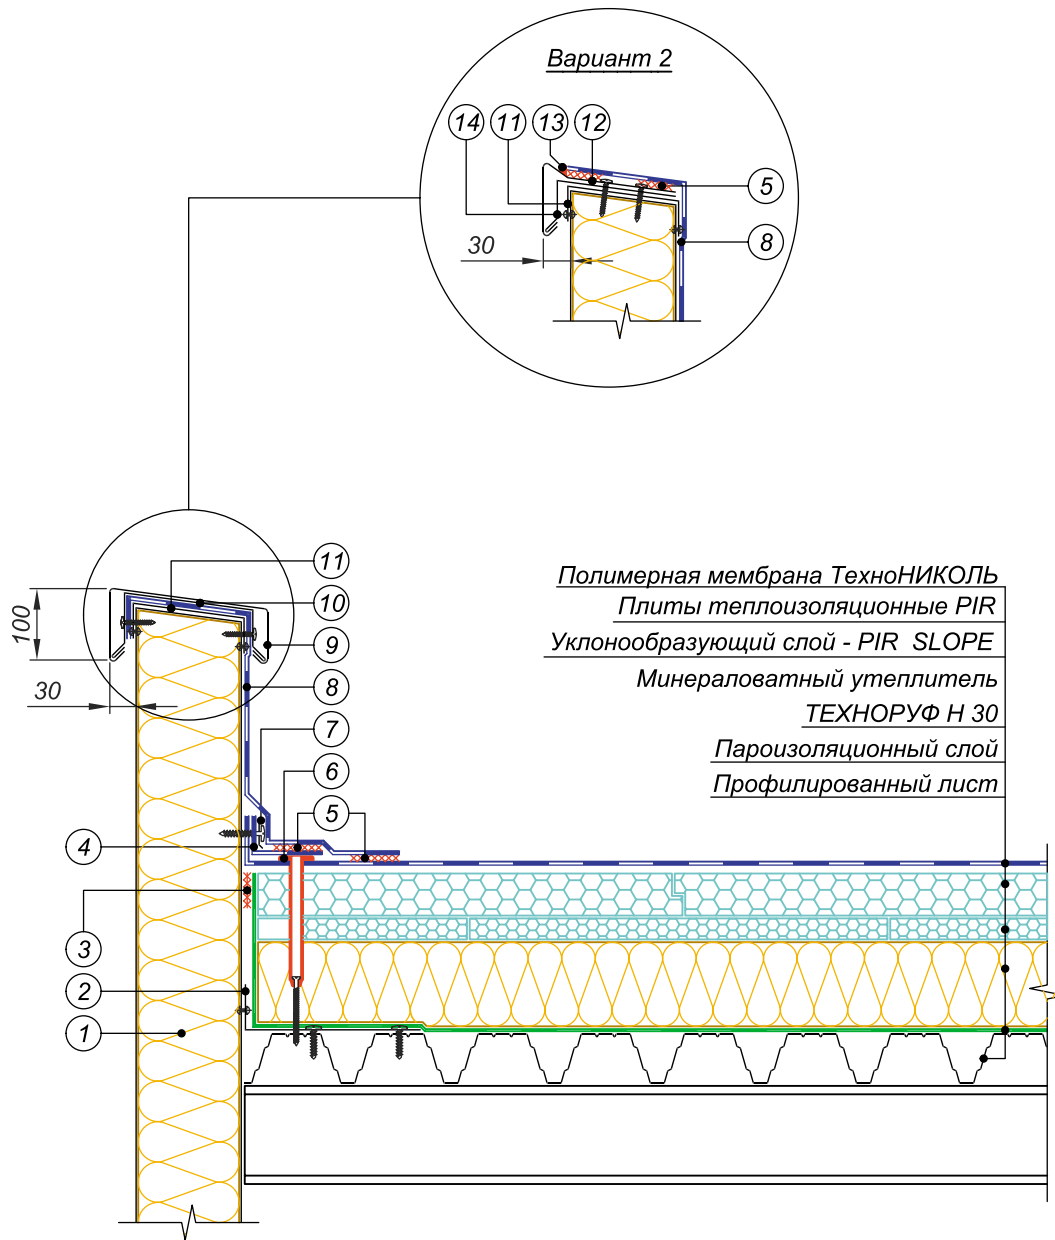 Вариант 2
14
11
13
12
5
8
30
11
10
9
8
7
6
5
4
3
2
1
100
30
Полимерная мембрана ТехноНИКОЛЬ
Плиты теплоизоляционные PIR
Уклонообразующий слой - PIR SLOPE
Минераловатный утеплитель
ТЕХНОРУФ Н 30
Пароизоляционный слой
Профилированный лист